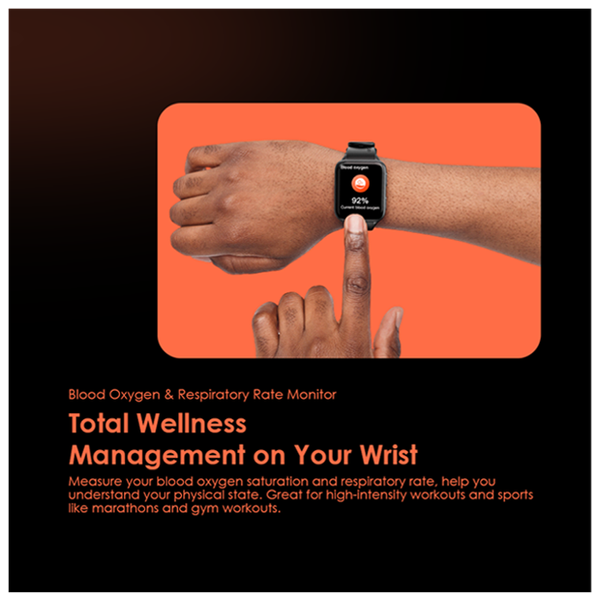 Blood oxygen
92%
Current blood oxygen
Blood Oxygen & Respiratory Rate Monitor
Total Wellness
Management on Your Wrist
Measure your blood oxygen saturation and respiratory rate, help you
understand your physical state. Great for high-intensity workouts and sports
like marathons and gym workouts.